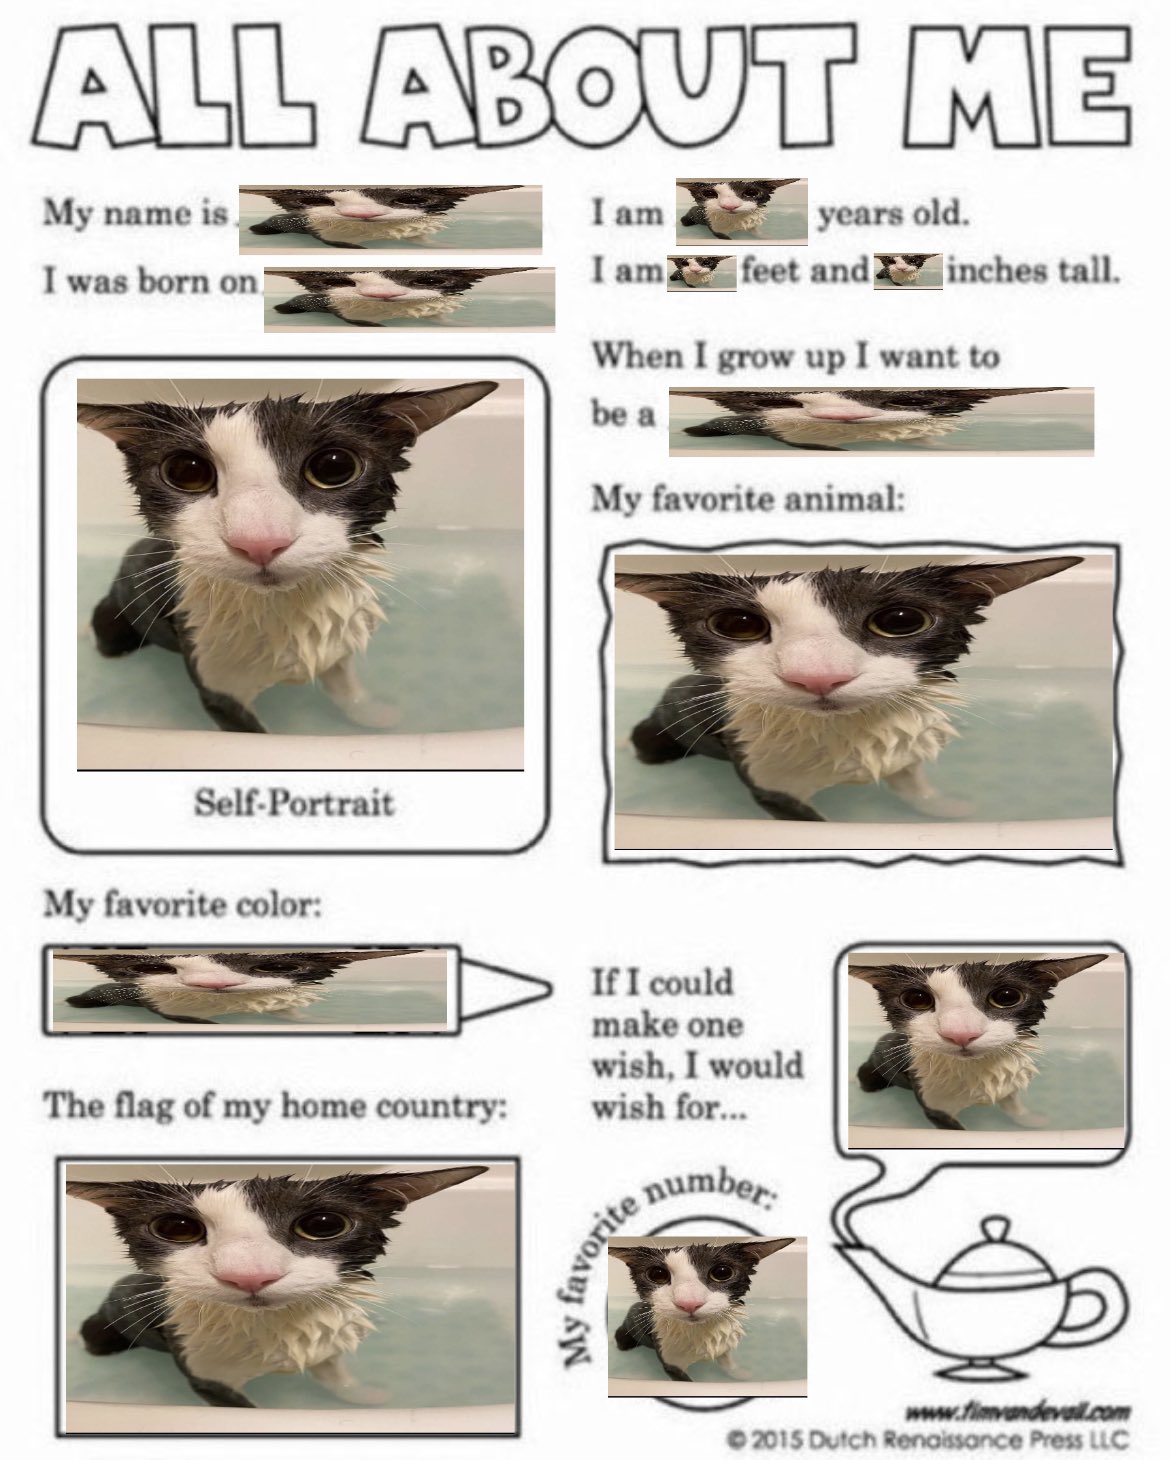 ALL ABOUT ME
My name is
I was born on
I am years old.
I am feet and inches tall.
When I grow up I want to
be a
My favorite animal:
Self-Portrait
My favorite color:
The flag of my home country:
If I could
make one
wish, I would
wish for...
My favorite number:
www.timvandevall.com
© 2015 Dutch Renaissance Press LLC